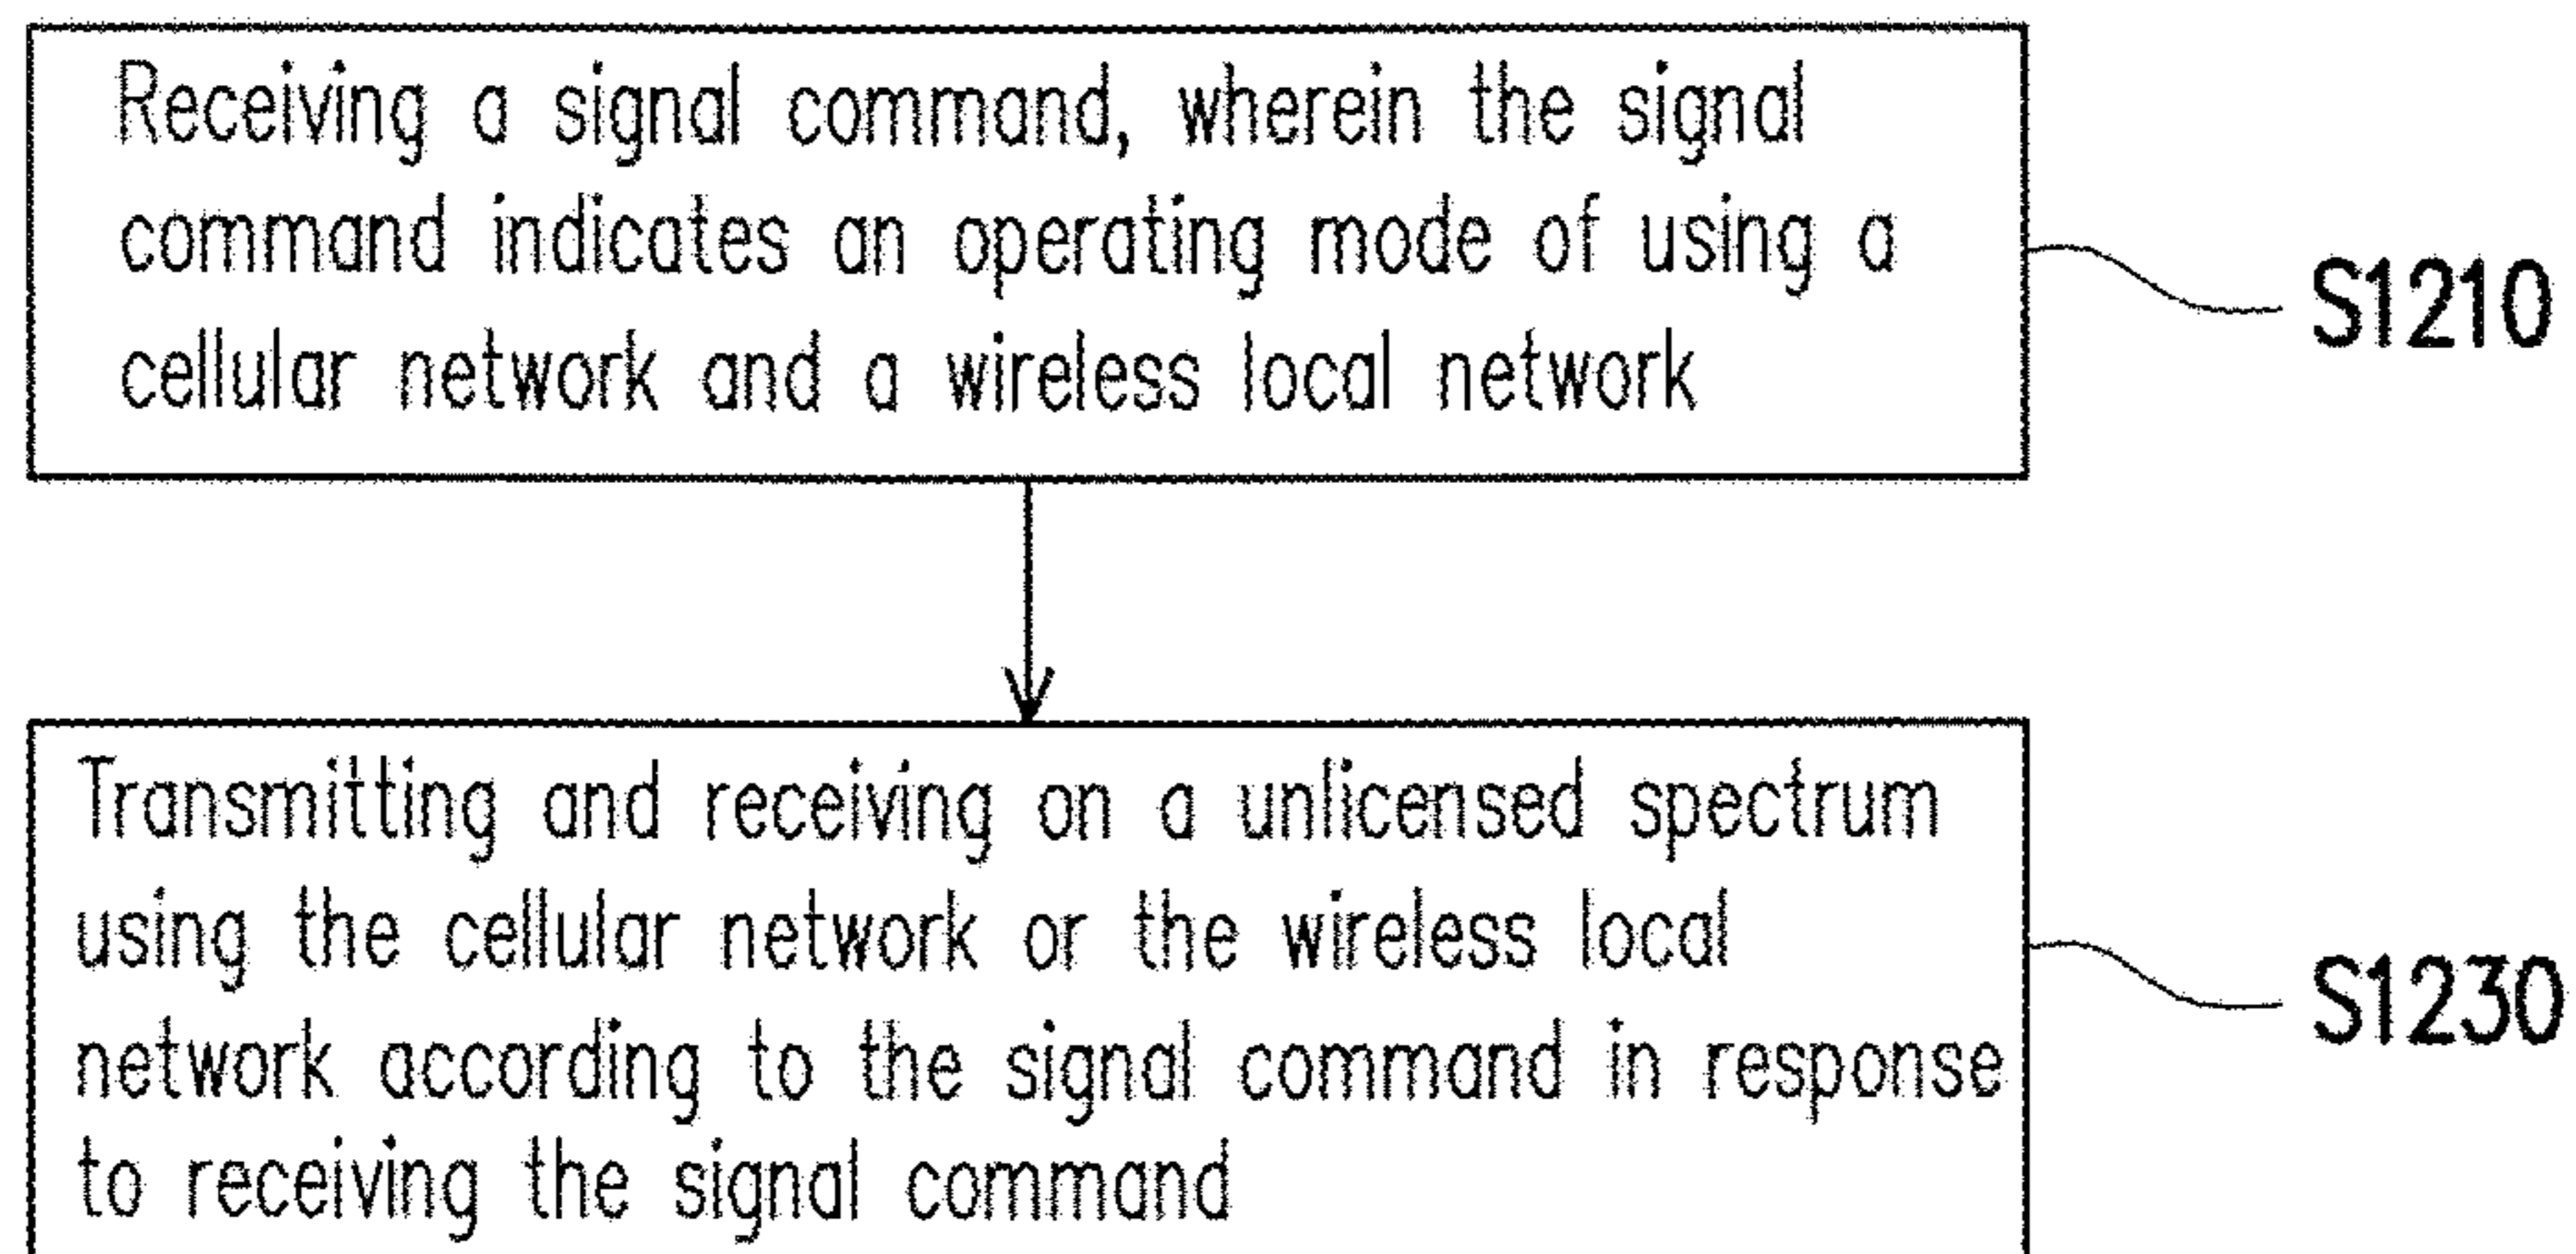 Receiving a signal command, wherein the signal
command indicates an operating mode of using a
cellular network and a wireless local network
S1210
Transmitting and receiving on a unlicensed spectrum
using the cellular network or the wireless local
network according to the signal command in response
to receiving the signal command
S1230